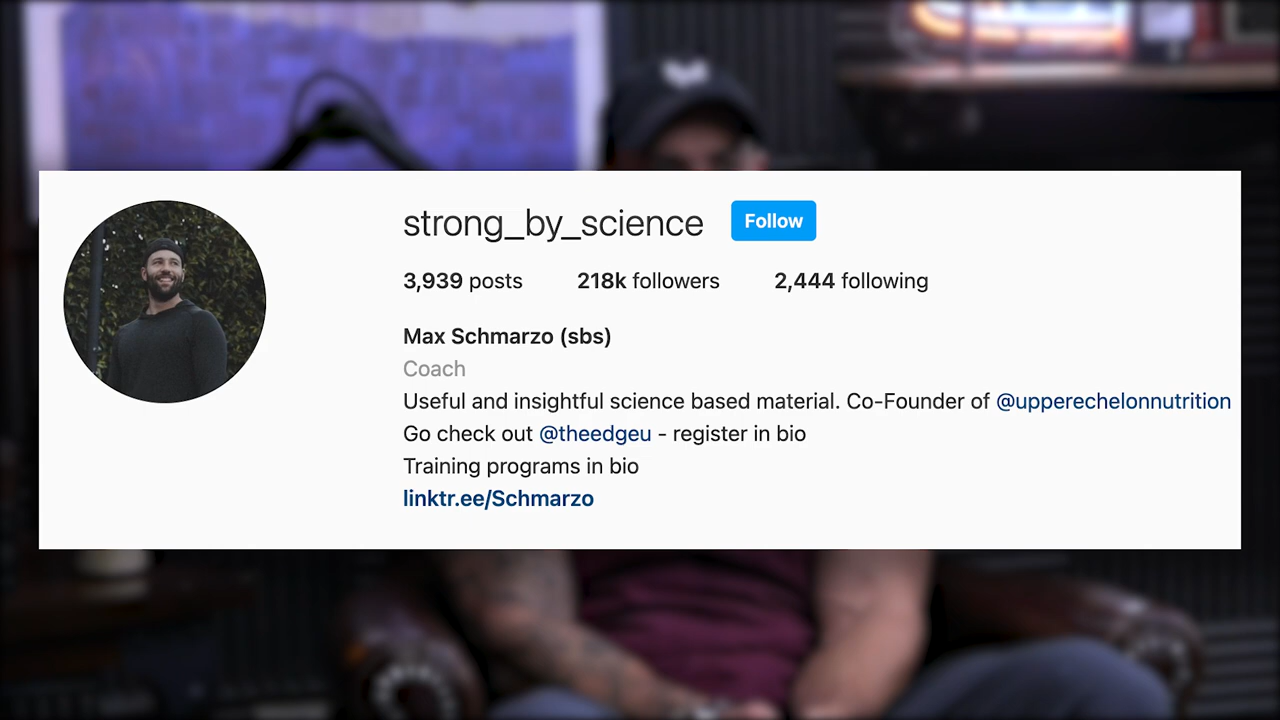 strong_by_science Follow
3,939 posts 218k followers 2,444 following
Max Schmarzo (sbs)
Coach
Useful and insightful science based material. Co-Founder of @upperechelonnutrition
Go check out @theedgeu - register in bio
Training programs in bio
linktr.ee/Schmarzo